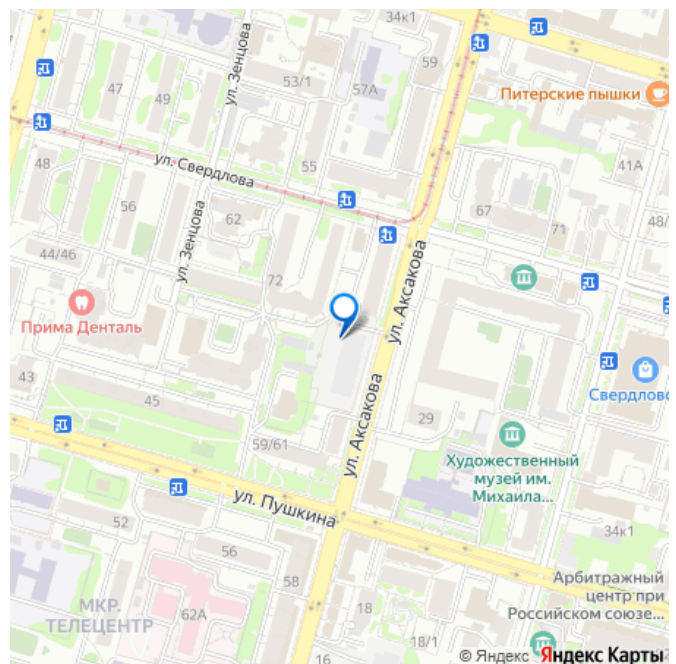 34к1
59
ул. Зенцова
53/1
57А
47
49
Питерские пышки
ул. Свердлова
55
41А
48
56
62
67
71
48/
ул. Зенцова
44/46
72
ул. Аксакова
Прима Денталь
43
45
Свердловс
ул. Аксакова
29
59/61
Художественный
музей им.
Михаила...
ул. Пушкина
52
34к1
56
58
Арбитражный
центр при
Российском союзе...
МКР.
ТЕЛЕЦЕНТР
62А
18
18/1
16
© Яндекс Яндекс Карты